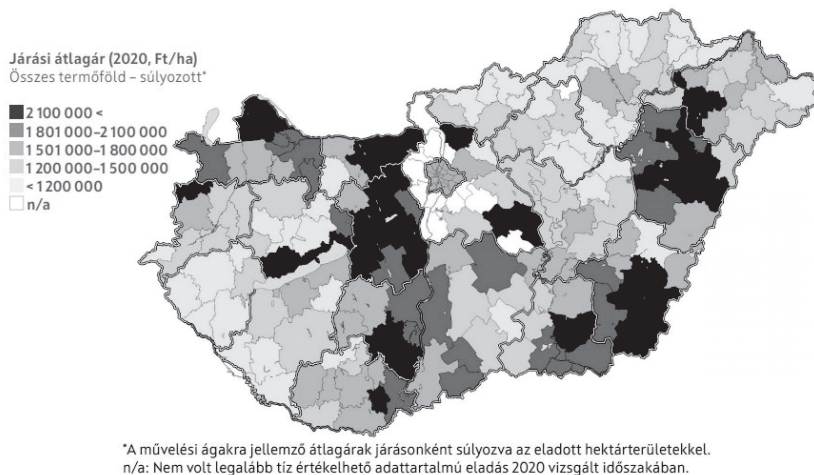 Járási átlagár (2020, Ft/ha)
Összes termőföld – súlyozott*
2 100 000 <
1 801 000–2 100 000
1 501 000–1 800 000
1 200 000–1 500 000
< 1 200 000
n/a
*A művelési ágakra jellemző átlagárak járásonként súlyozva az eladott hektárterületekkel.
n/a: Nem volt legalább tíz értékelhető adattartalmú eladás 2020 vizsgált időszakában.